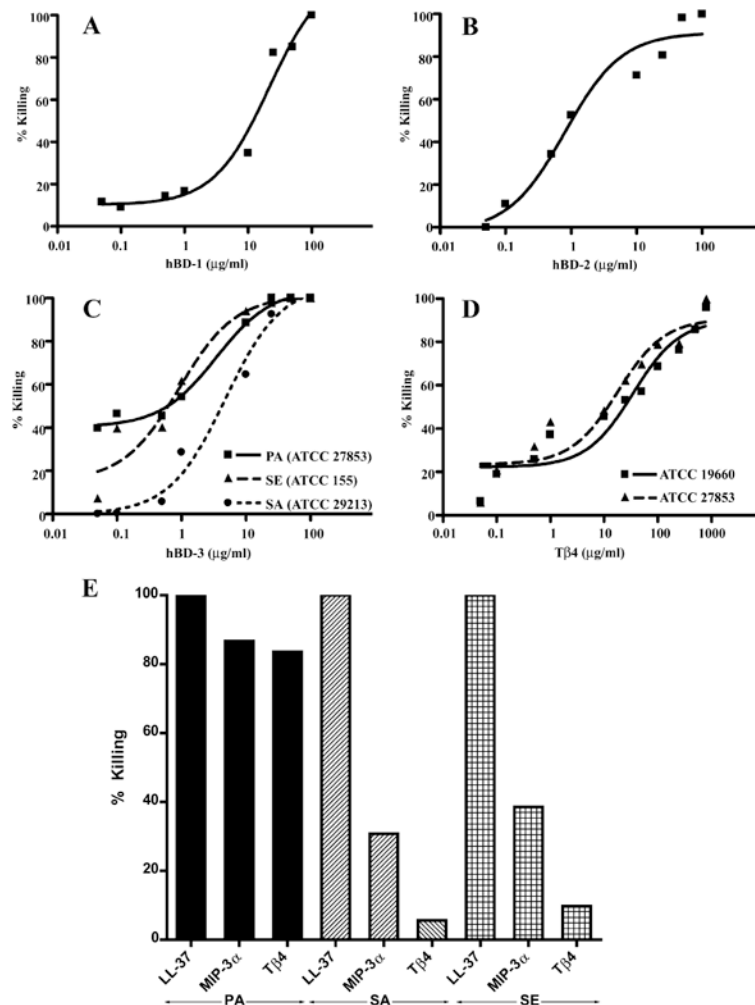 A
100
80
60
40
20
0
% Killing
0.01 0.1 1 10 100
hBD-1 (µg/ml)
B
100
80
60
40
20
0
% Killing
0.01 0.1 1 10 100
hBD-2 (µg/ml)
C
100
80
60
40
20
0
% Killing
PA (ATCC 27853)
SE (ATCC 155)
SA (ATCC 29213)
0.01 0.1 1 10 100
hBD-3 (µg/ml)
D
100
80
60
40
20
0
% Killing
ATCC 19660
ATCC 27853
0.01 0.1 1 10 100 1000
Tβ4 (µg/ml)
E
100
80
60
40
20
0
% Killing
LL-37 MIP-3α Tβ4 LL-37 MIP-3α Tβ4 LL-37 MIP-3α Tβ4
PA SA SE